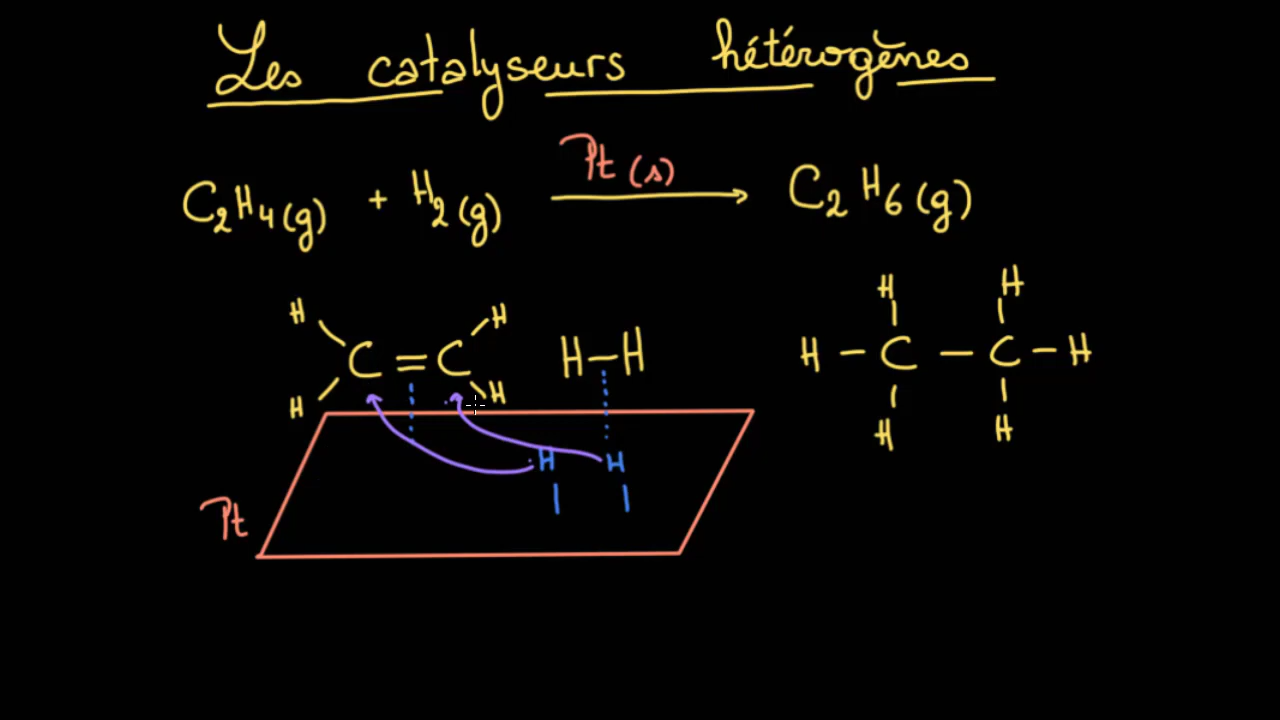 Les catalyseurs hétérogènes
Pt (s)
C2H4(g) + H2(g) → C2H6(g)
H H H H
H
C = C H — H H — C — C — H
H H
H H
H H
Pt